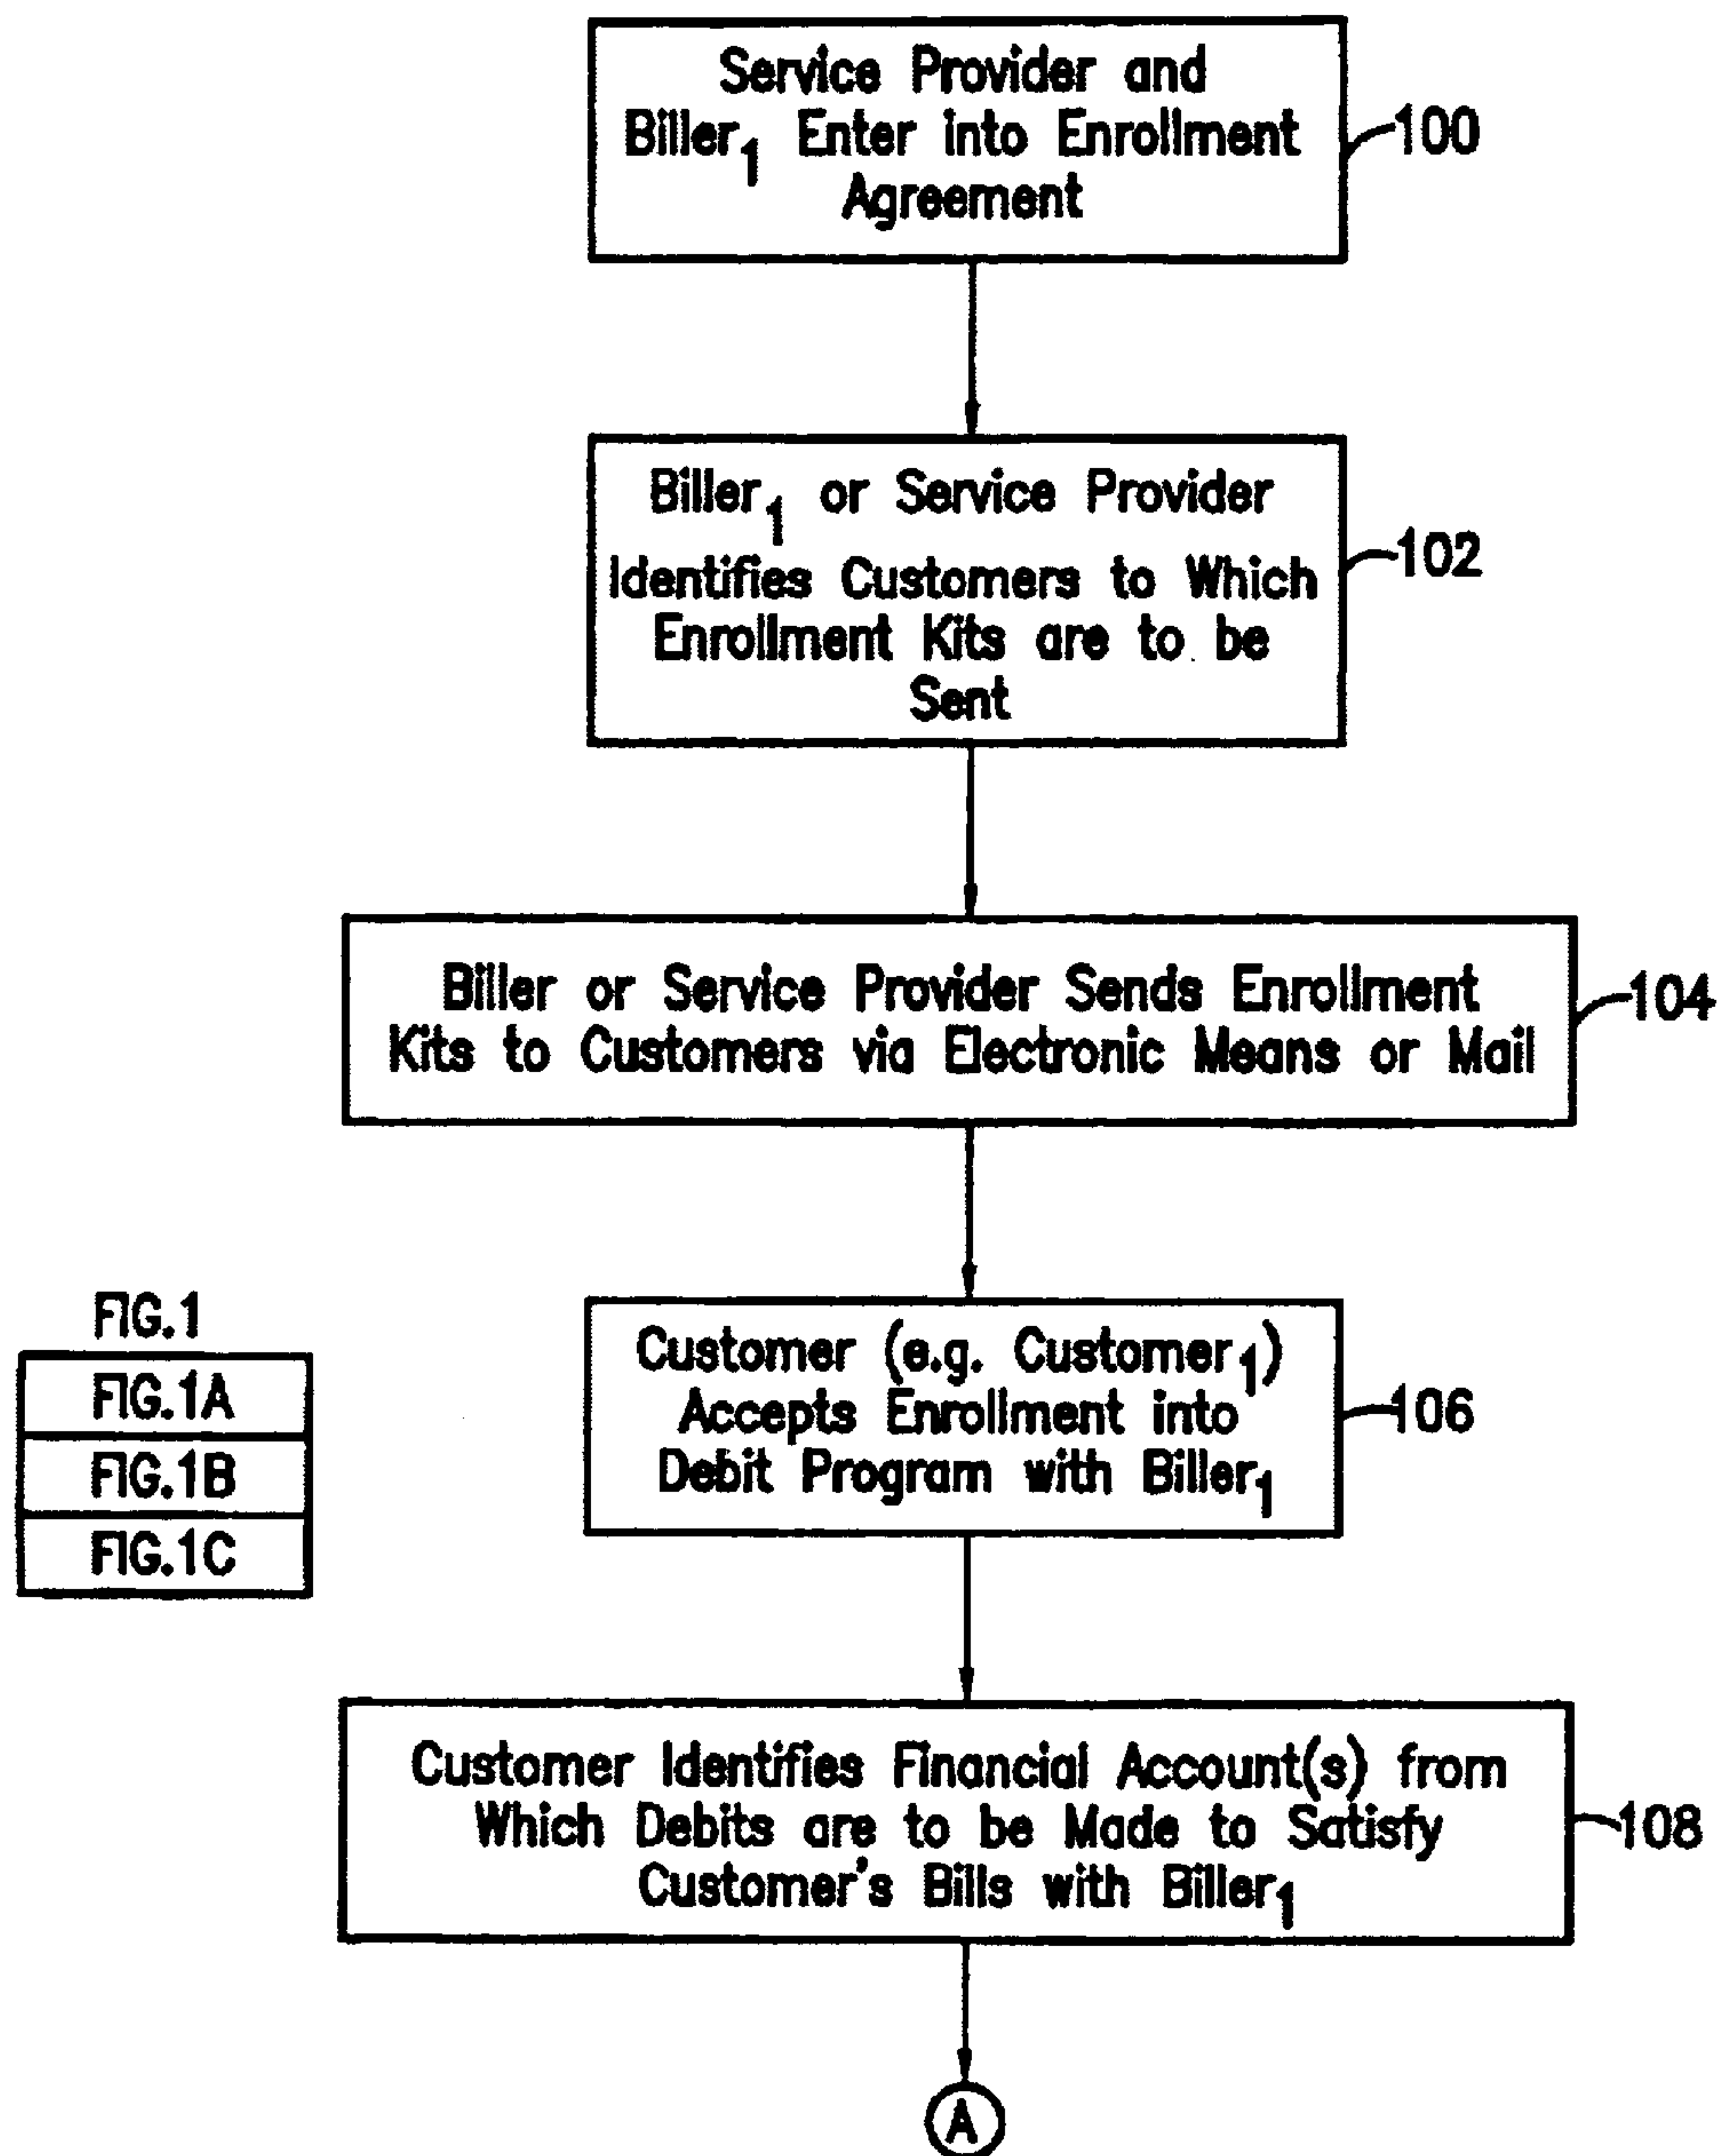 Service Provider and
Biller₁ Enter into Enrollment
Agreement
100
Biller₁ or Service Provider
Identifies Customers to Which
Enrollment Kits are to be
Sent
102
Biller or Service Provider Sends Enrollment
Kits to Customers via Electronic Means or Mail
104
FIG.1
FIG.1A
FIG.1B
FIG.1C
Customer (e.g. Customer₁)
Accepts Enrollment into
Debit Program with Biller₁
106
Customer Identifies Financial Account(s) from
Which Debits are to be Made to Satisfy
Customer's Bills with Biller₁
108
A